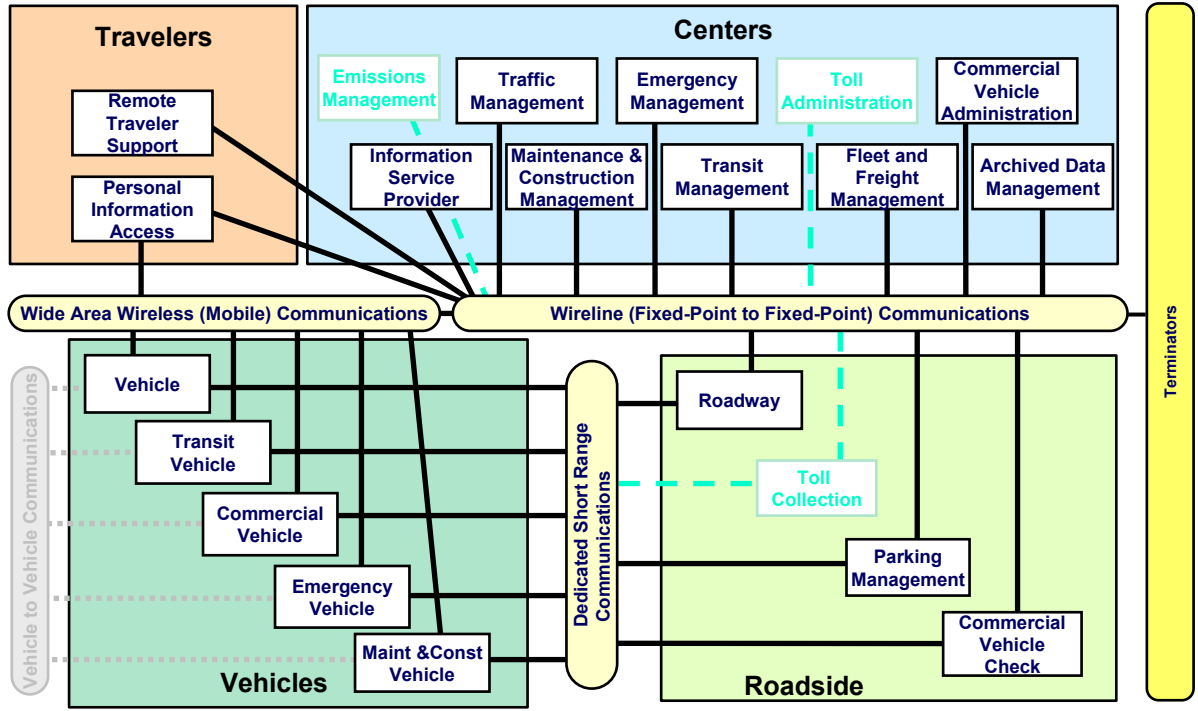 Travelers
Remote
Traveler
Support
Personal
Information
Access
Centers
Emissions
Management
Traffic
Management
Emergency
Management
Toll
Administration
Commercial
Vehicle
Administration
Information
Service
Provider
Maintenance &
Construction
Management
Transit
Management
Fleet and
Freight
Management
Archived Data
Management
Wide Area Wireless (Mobile) Communications
Wireline (Fixed-Point to Fixed-Point) Communications
Terminators
Vehicle to Vehicle Communications
Vehicle
Transit
Vehicle
Commercial
Vehicle
Emergency
Vehicle
Maint &Const
Vehicle
Vehicles
Dedicated Short Range
Communications
Roadway
Toll
Collection
Parking
Management
Commercial
Vehicle
Check
Roadside